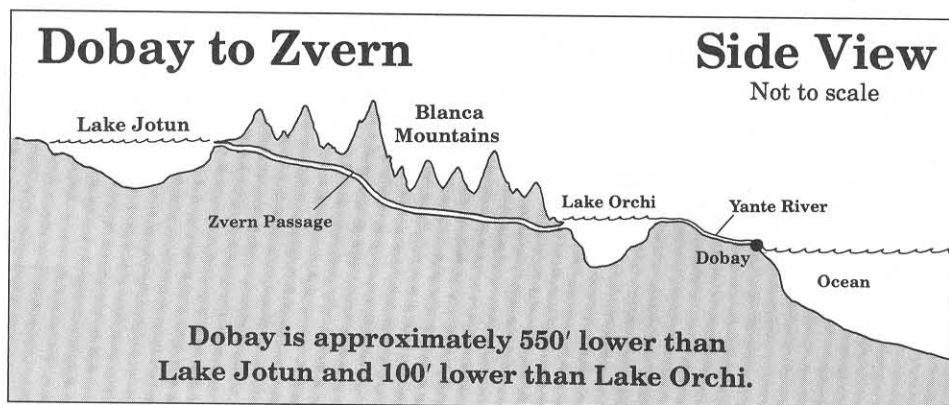 Dobay to Zvern
Side View
Not to scale
Lake Jotun
Blanca
Mountains
Zvern Passage
Lake Orchi
Yante River
Dobay
Ocean
Dobay is approximately 550′ lower than
Lake Jotun and 100′ lower than Lake Orchi.